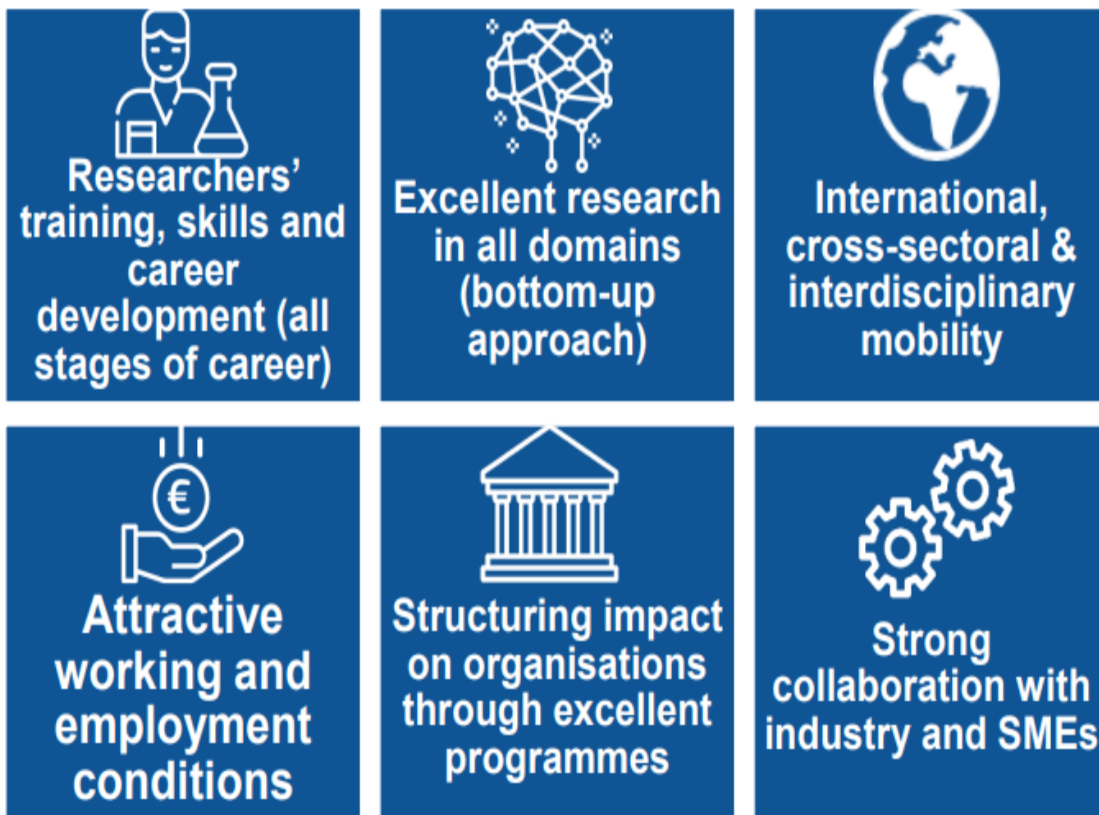 Researchers’
training, skills and
career
development (all
stages of career)
Excellent research
in all domains
(bottom-up
approach)
International,
cross-sectoral &
interdisciplinary
mobility
€
Attractive
working and
employment
conditions
Structuring impact
on organisations
through excellent
programmes
Strong
collaboration with
industry and SMEs